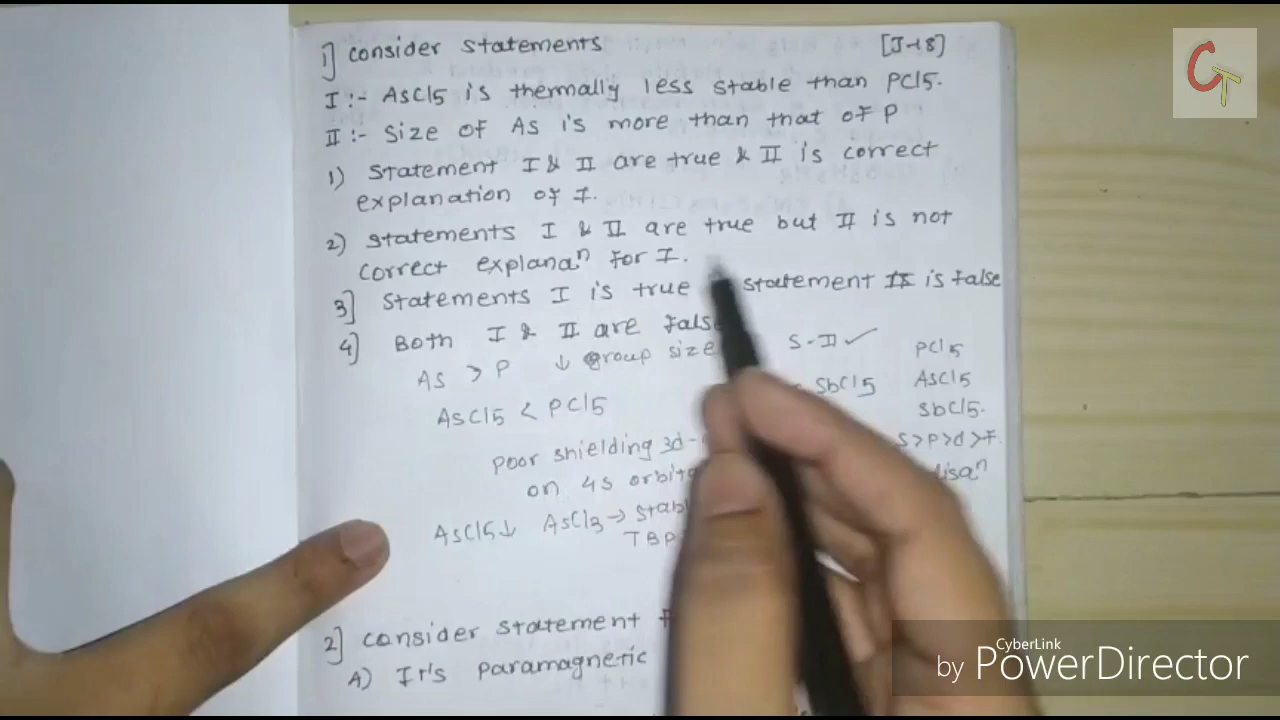 1] Consider statements [J-18]
I :- AsCl5 is thermally less stable than PCl5.
II :- Size of As is more than that of P
1) Statement I & II are true & II is correct
explanation of I.
2) Statements I & II are true but II is not
correct explanaⁿ for I.
3] Statements I is true statement II is false
4] Both I & II are false
As > P ↓ group size S-II ✓
AsCl5 < PCl5 SbCl5
PCl5
AsCl5
SbCl5.
poor shielding 3d- S>P>d>f.
on 4s
AsCl5↓ AsCl3 →
TBP
2] consider statement
A) It's paramagnetic
CT
CyberLink
by PowerDirector